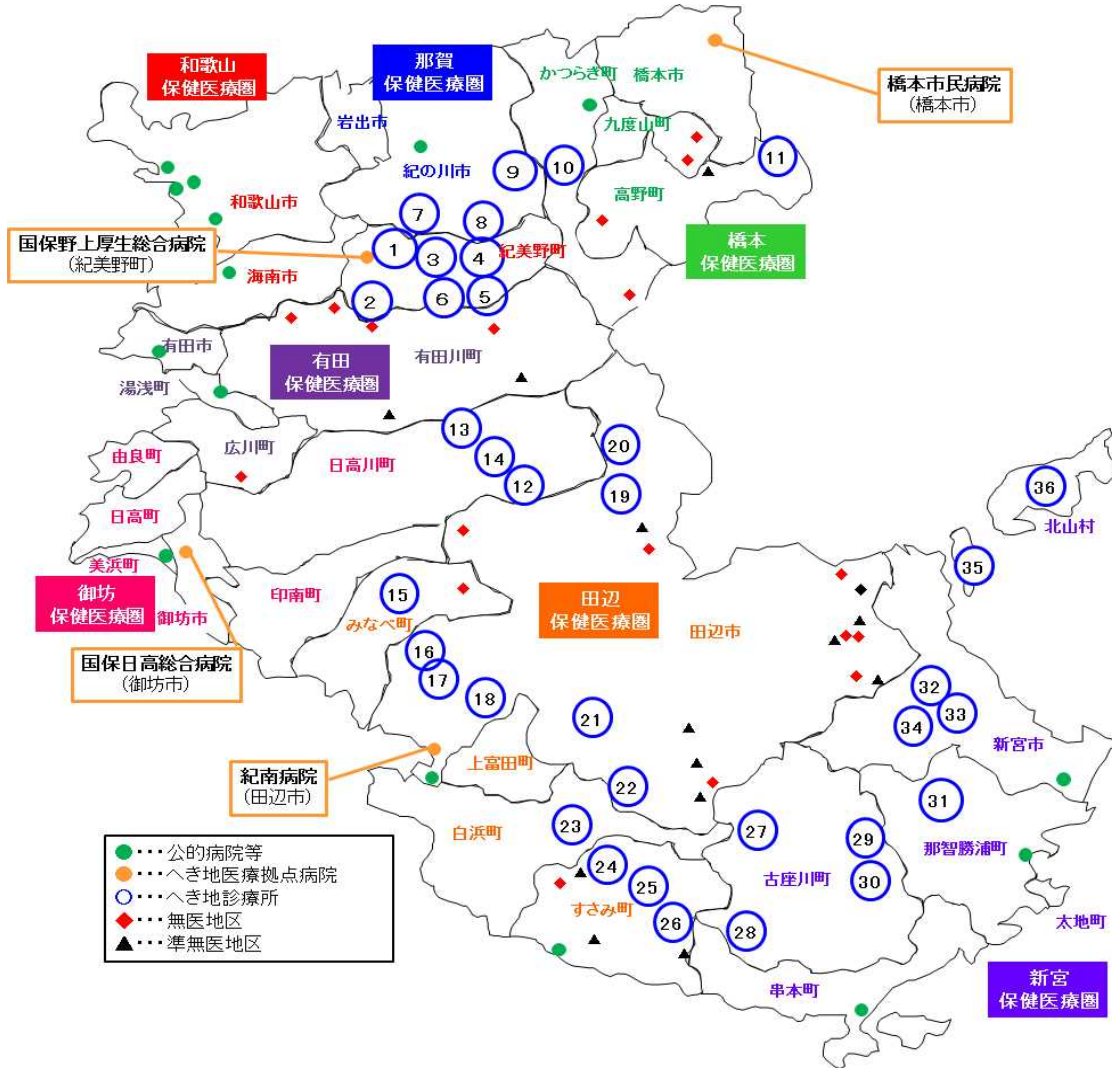 和歌山
保健医療圏
那賀
保健医療圏
かつらぎ町
橋本市
橋本市民病院
(橋本市)
岩出市
九度山町
紀の川市
9
10
11
和歌山市
高野町
国保野上厚生総合病院
(紀美野町)
7
8
1
3
4
紀美野町
橋本
保健医療圏
海南市
2
6
5
有田市
有田
保健医療圏
有田川町
湯浅町
広川町
13
20
由良町
日高川町
14
12
19
36
北山村
日高町
美浜町
35
御坊
保健医療圏
御坊市
印南町
15
みなべ町
田辺
保健医療圏
田辺市
国保日高総合病院
(御坊市)
16
17
18
32
33
34
21
新宮市
紀南病院
(田辺市)
上富田町
22
31
白浜町
23
27
29
那智勝浦町
24
25
30
古座川町
すさみ町
26
28
太地町
串本町
新宮
保健医療圏
・・・公的病院等
・・・へき地医療拠点病院
・・・へき地診療所
・・・無医地区
・・・準無医地区